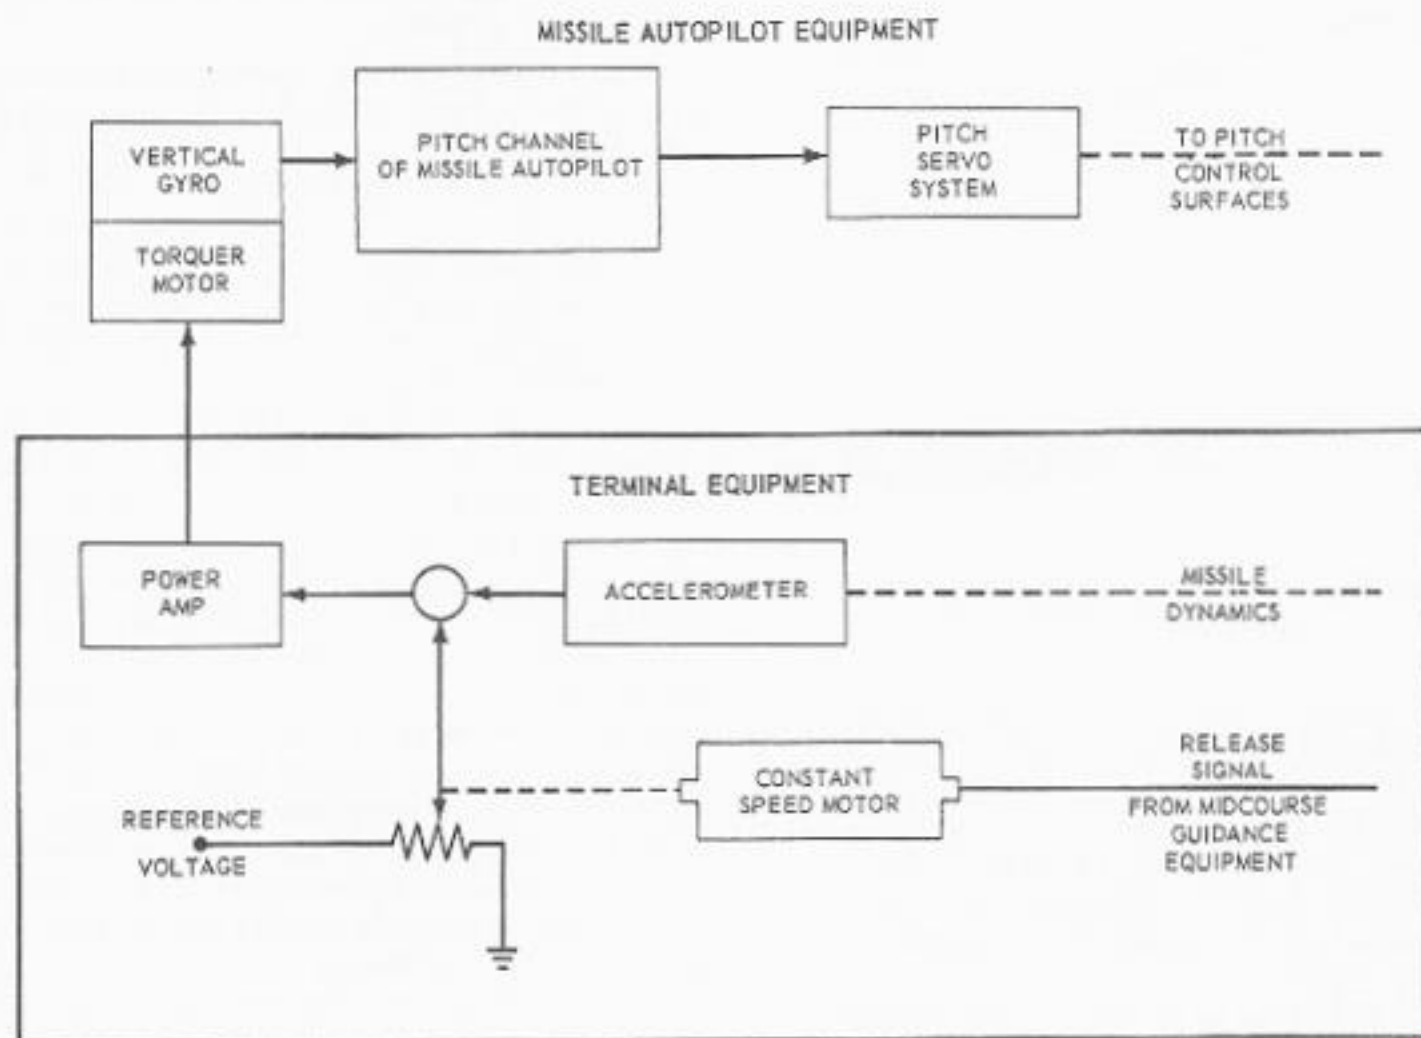 MISSILE AUTOPILOT EQUIPMENT
VERTICAL
GYRO
TORQUER
MOTOR
PITCH CHANNEL
OF MISSILE AUTOPILOT
PITCH
SERVO
SYSTEM
TO PITCH
CONTROL
SURFACES
TERMINAL EQUIPMENT
POWER
AMP
ACCELEROMETER
MISSILE
DYNAMICS
CONSTANT
SPEED MOTOR
RELEASE
SIGNAL
FROM MIDCOURSE
GUIDANCE
EQUIPMENT
REFERENCE
VOLTAGE